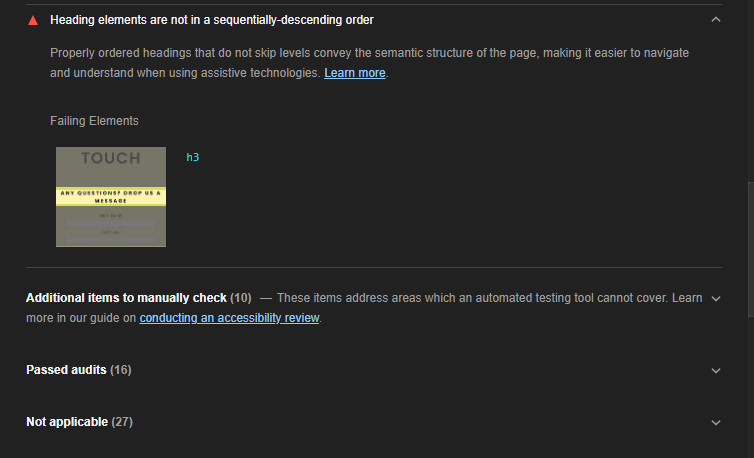 Heading elements are not in a sequentially-descending order
Properly ordered headings that do not skip levels convey the semantic structure of the page, making it easier to navigate
and understand when using assistive technologies. Learn more.
Failing Elements
TOUCH
h3
ANY QUESTIONS? DROP US A
MESSAGE
Additional items to manually check (10) — These items address areas which an automated testing tool cannot cover. Learn
more in our guide on conducting an accessibility review.
Passed audits (16)
Not applicable (27)